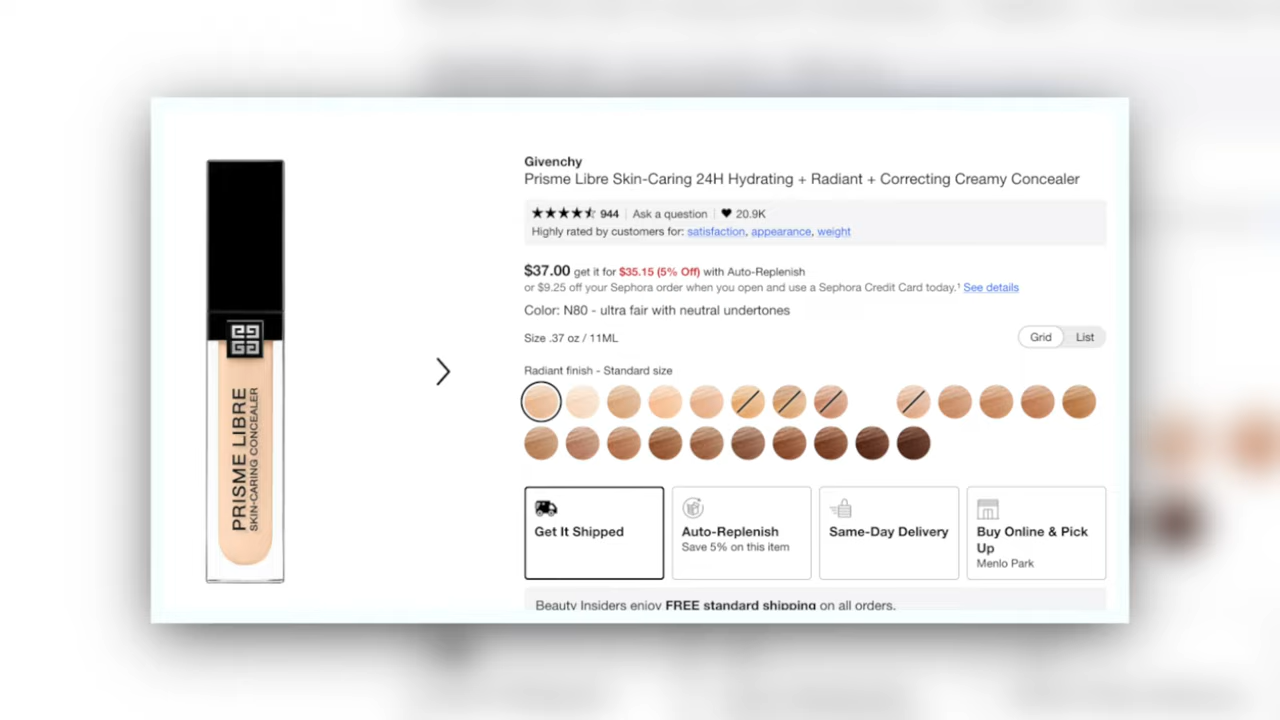 PRISME LIBRE
SKIN-CARING CONCEALER
Givenchy
Prisme Libre Skin-Caring 24H Hydrating + Radiant + Correcting Creamy Concealer
944 Ask a question 20.9K
Highly rated by customers for: satisfaction, appearance, weight
$37.00 get it for $35.15 (5% Off) with Auto-Replenish
or $9.25 off your Sephora order when you open and use a Sephora Credit Card today.¹ See details
Color: N80 - ultra fair with neutral undertones
Size .37 oz / 11ML
Grid List
Radiant finish - Standard size
Get It Shipped
Auto-Replenish
Save 5% on this item
Same-Day Delivery
Buy Online & Pick
Up
Menlo Park
Beauty Insiders enjoy FREE standard shipping on all orders.